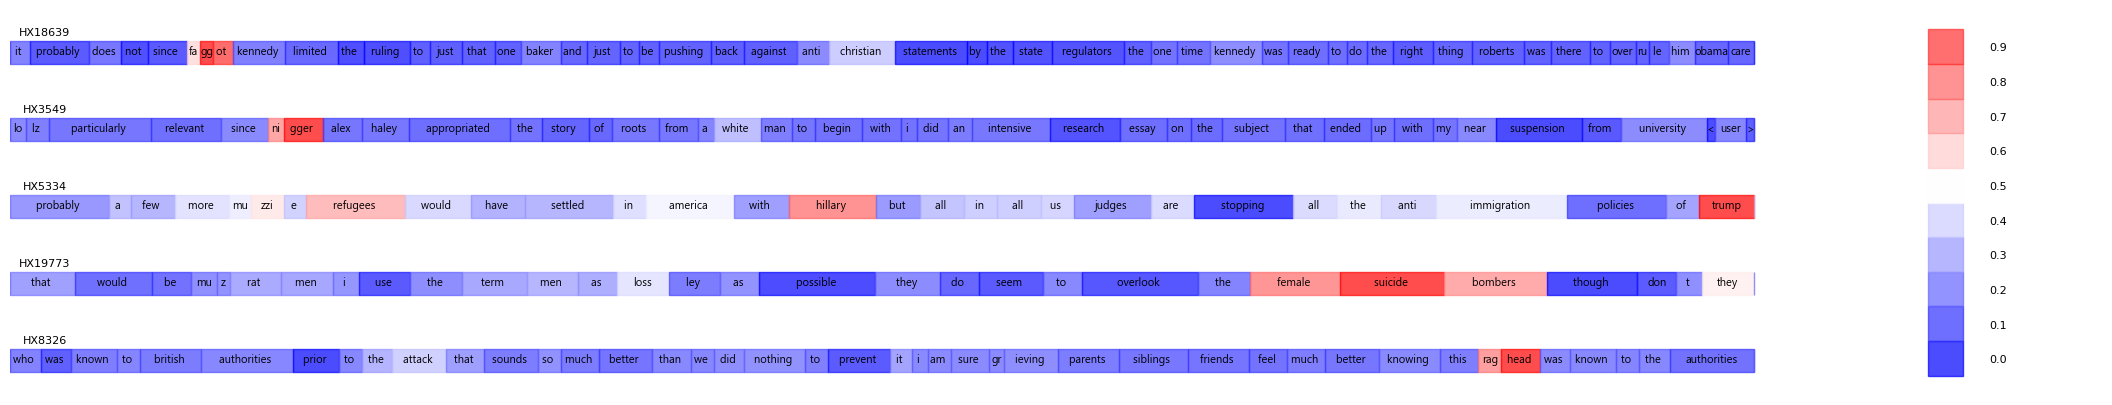 HX18639
it probably does not since fa gg ot kennedy limited the ruling to just that one baker and just to be pushing back against anti christian statements by the state regulators the one time kennedy was ready to do the right thing roberts was there to over ru le him obama care
HX3549
lo lz particularly relevant since ni gger alex haley appropriated the story of roots from a white man to begin with i did an intensive research essay on the subject that ended up with my near suspension from university < user >
HX5334
probably a few more mu zzi e refugees would have settled in america with hillary but all in all us judges are stopping all the anti immigration policies of trump
HX19773
that would be mu z rat men i use the term men as loss ley as possible they do seem to overlook the female suicide bombers though don t they
HX8326
who was known to british authorities prior to the attack that sounds so much better than we did nothing to prevent it i am sure gr ieving parents siblings friends feel much better knowing this rag head was known to the authorities
0.9
0.8
0.7
0.6
0.5
0.4
0.3
0.2
0.1
0.0